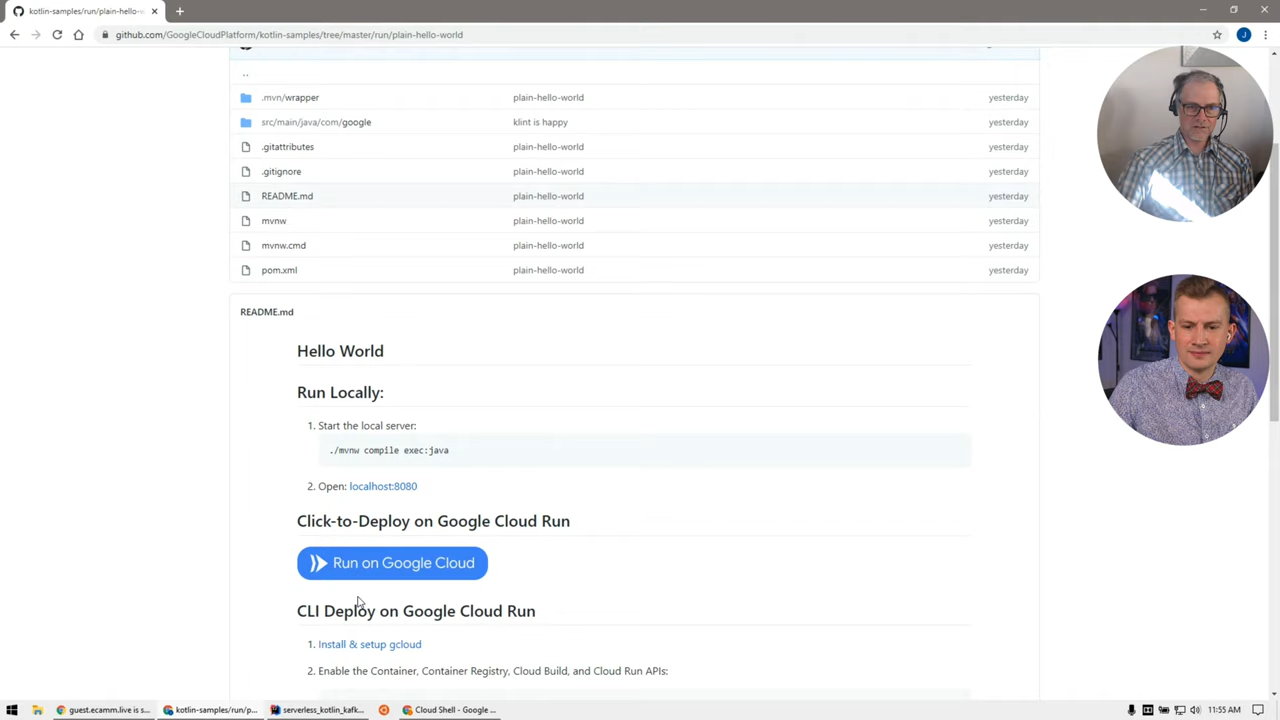 kotlin-samples/run/plain-hello-w
github.com/GoogleCloudPlatform/kotlin-samples/tree/master/run/plain-hello-world
J
..
.mvn/wrapper plain-hello-world yesterday
src/main/java/com/google klint is happy yesterday
.gitattributes plain-hello-world yesterday
.gitignore plain-hello-world yesterday
README.md plain-hello-world yesterday
mvnw plain-hello-world yesterday
mvnw.cmd plain-hello-world yesterday
pom.xml plain-hello-world yesterday
README.md
Hello World
Run Locally:
1. Start the local server:
./mvnw compile exec:java
2. Open: localhost:8080
Click-to-Deploy on Google Cloud Run
Run on Google Cloud
CLI Deploy on Google Cloud Run
1. Install & setup gcloud
2. Enable the Container, Container Registry, Cloud Build, and Cloud Run APIs:
guest.ecamm.live is s... kotlin-samples/run/p... serverless_kotlin_kafk... Cloud Shell - Google ... 11:55 AM